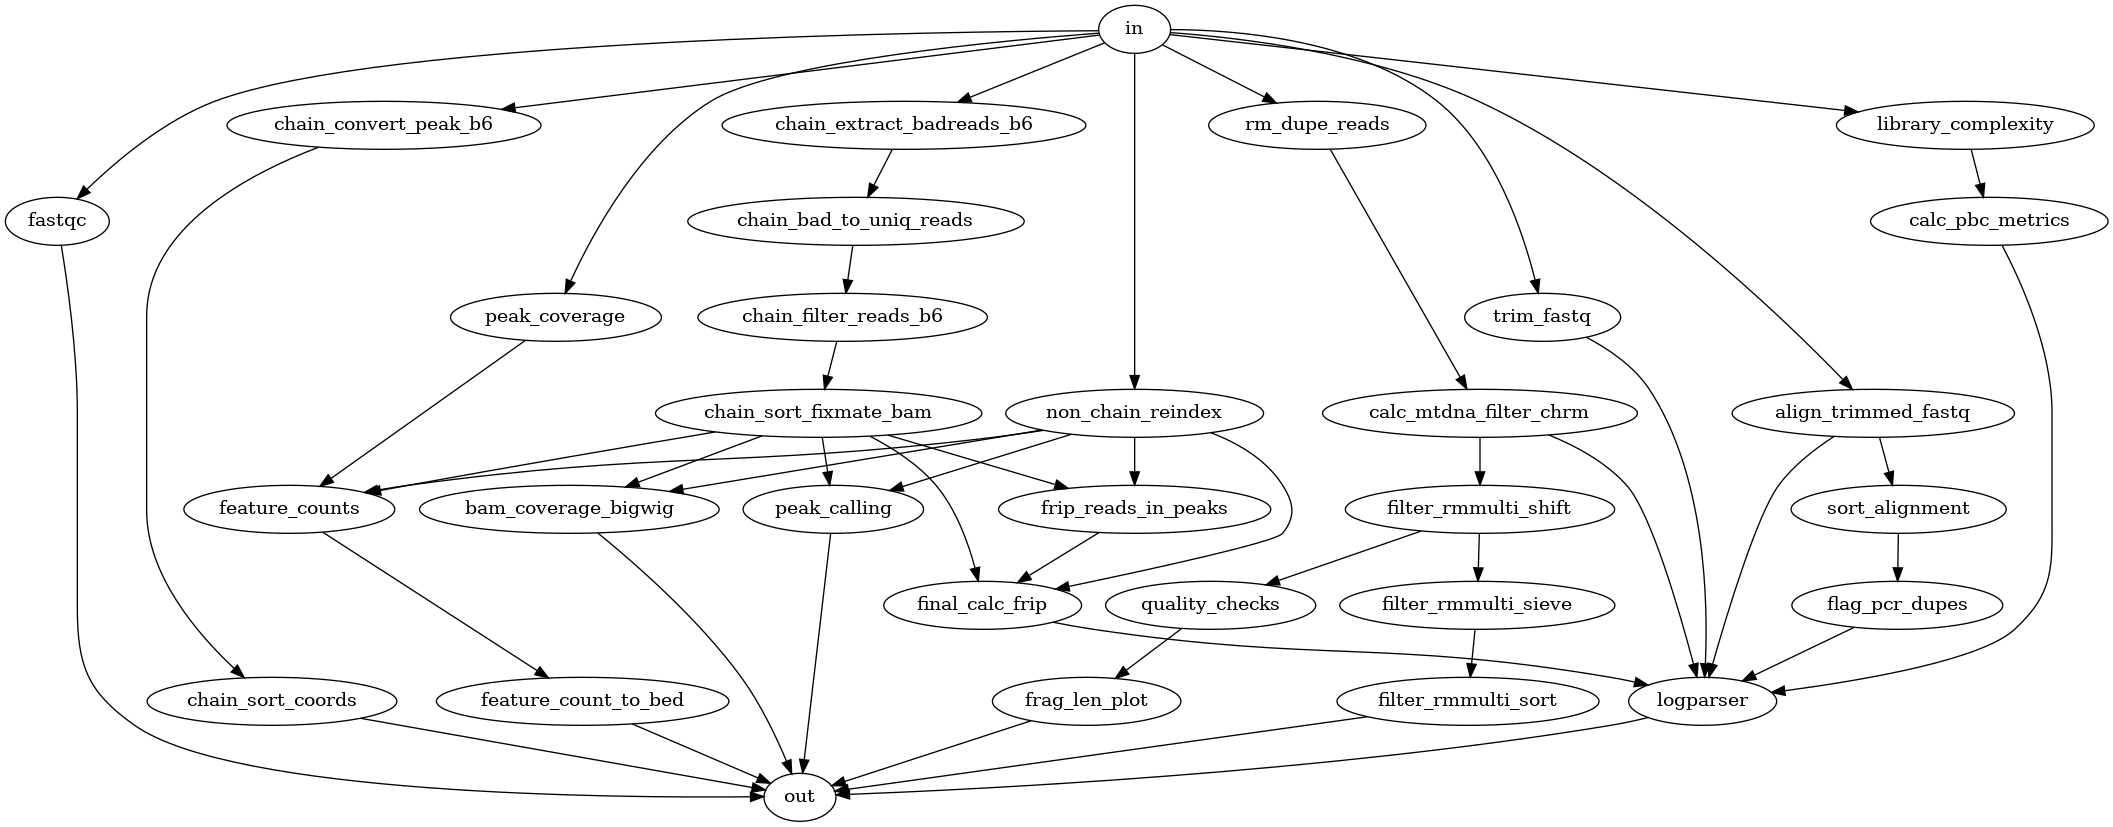 in
chain_convert_peak_b6
chain_extract_badreads_b6
rm_dupe_reads
library_complexity
fastqc
chain_bad_to_uniq_reads
calc_pbc_metrics
peak_coverage
chain_filter_reads_b6
trim_fastq
chain_sort_fixmate_bam
non_chain_reindex
calc_mtdna_filter_chrm
align_trimmed_fastq
feature_counts
bam_coverage_bigwig
peak_calling
frip_reads_in_peaks
filter_rmmulti_shift
sort_alignment
final_calc_frip
quality_checks
filter_rmmulti_sieve
flag_pcr_dupes
chain_sort_coords
feature_count_to_bed
frag_len_plot
filter_rmmulti_sort
logparser
out